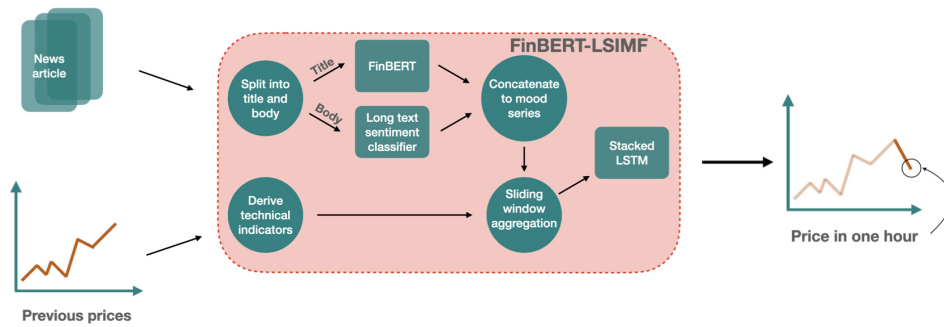 FinBERT-LSIMF
News
article
Split into
title and
body
Title
Body
FinBERT
Long text
sentiment
classifier
Concatenate
to mood
series
Stacked
LSTM
Derive
technical
indicators
Sliding
window
aggregation
Previous prices
Price in one hour